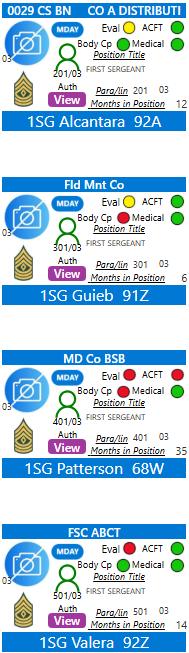 0029 CS BN CO A DISTRIBUTI
MDAY Eval ACFT
Body Cp Medical
03 Position Title
201/03 FIRST SERGEANT
Auth
View Para/lin 201 03
Months in Position 12
1SG Alcantara 92A
Fld Mnt Co
MDAY Eval ACFT
Body Cp Medical
03 Position Title
301/03 FIRST SERGEANT
Auth
View Para/lin 301 03
Months in Position 6
1SG Guieb 91Z
MD Co BSB
MDAY Eval ACFT
Body Cp Medical
03 Position Title
401/03 FIRST SERGEANT
Auth
View Para/lin 401 03
Months in Position 35
1SG Patterson 68W
FSC ABCT
MDAY Eval ACFT
Body Cp Medical
03 Position Title
501/03 FIRST SERGEANT
Auth
View Para/lin 501 03
Months in Position 14
1SG Valera 92Z